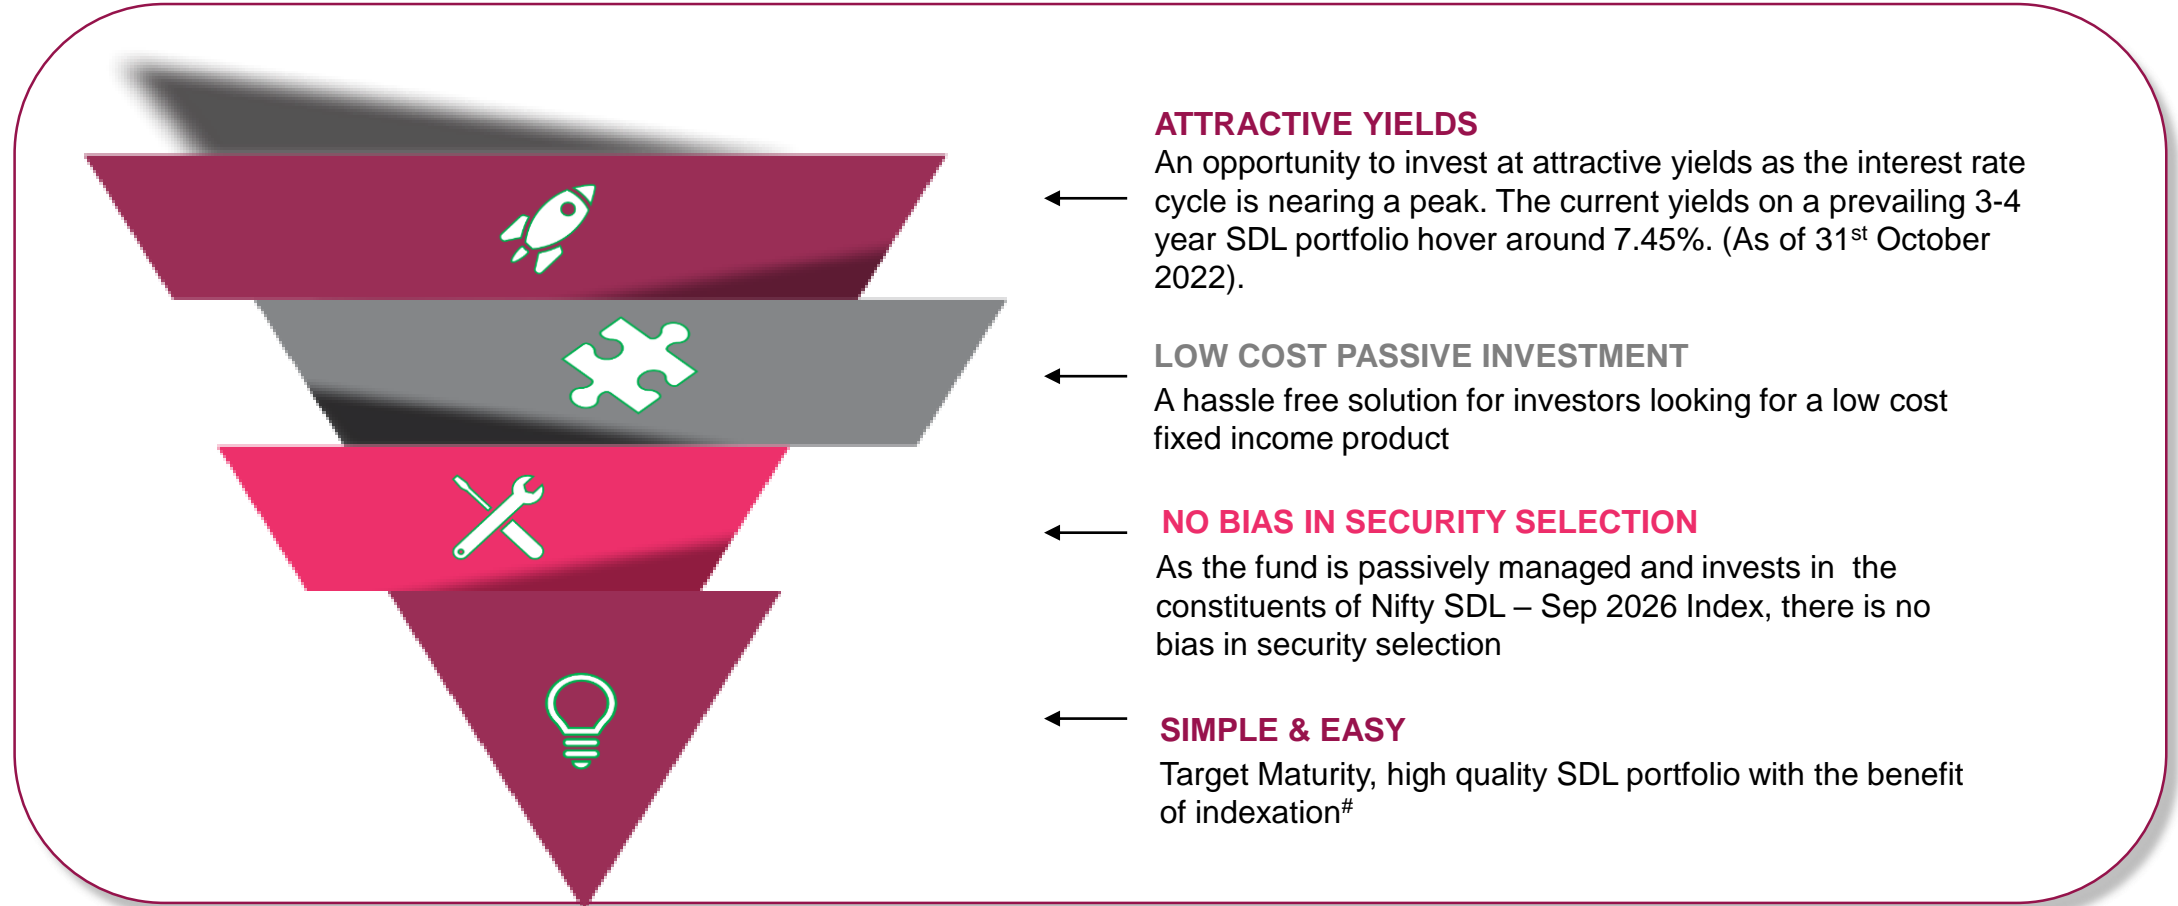 ATTRACTIVE YIELDS
An opportunity to invest at attractive yields as the interest rate
cycle is nearing a peak. The current yields on a prevailing 3-4
year SDL portfolio hover around 7.45%. (As of 31st October
2022).
LOW COST PASSIVE INVESTMENT
A hassle free solution for investors looking for a low cost
fixed income product
NO BIAS IN SECURITY SELECTION
As the fund is passively managed and invests in the
constituents of Nifty SDL – Sep 2026 Index, there is no
bias in security selection
SIMPLE & EASY
Target Maturity, high quality SDL portfolio with the benefit
of indexation#